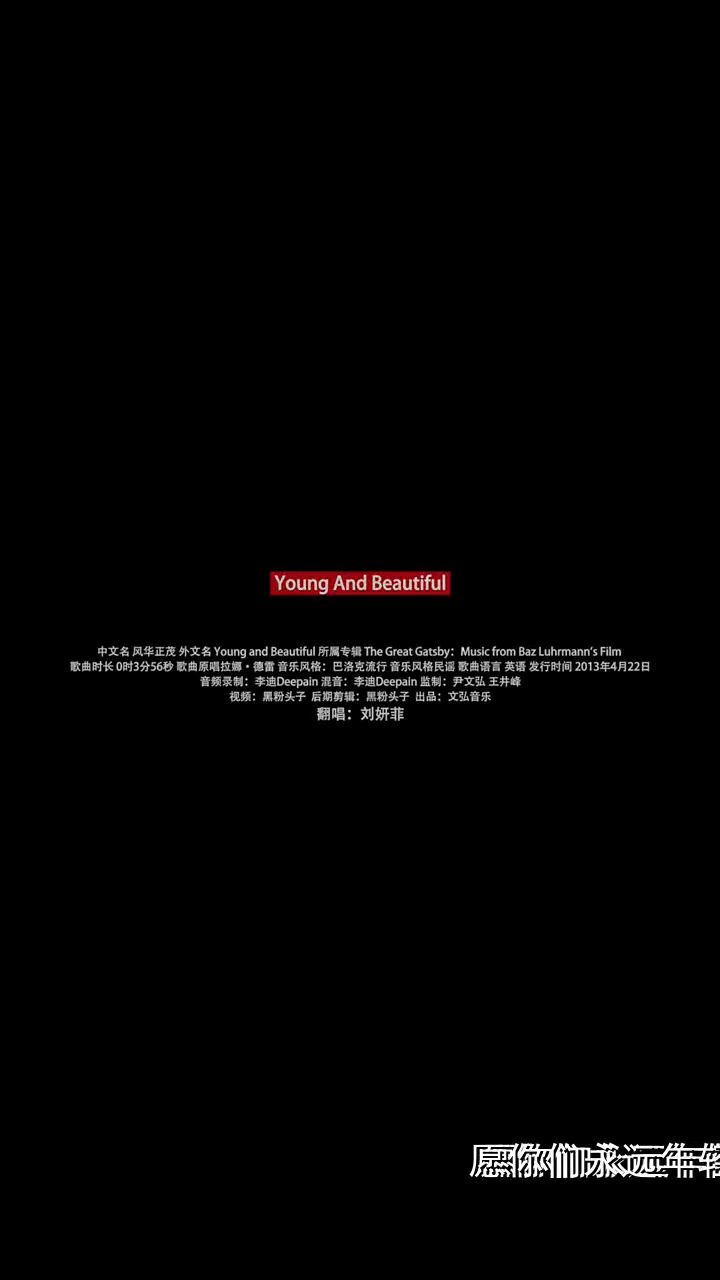 Young And Beautiful
中文名 风华正茂 外文名 Young and Beautiful 所属专辑 The Great Gatsby：Music from Baz Luhrmann's Film
歌曲时长 0时3分56秒 歌曲原唱拉娜·德雷 音乐风格：巴洛克流行 音乐风格民谣 歌曲语言 英语 发行时间 2013年4月22日
音频录制：李迪Deepain 混音：李迪Deepain 监制：尹文弘 王井峰
视频：黑粉头子 后期剪辑：黑粉头子 出品：文弘音乐
翻唱：刘妍菲
愿你们永远年轻